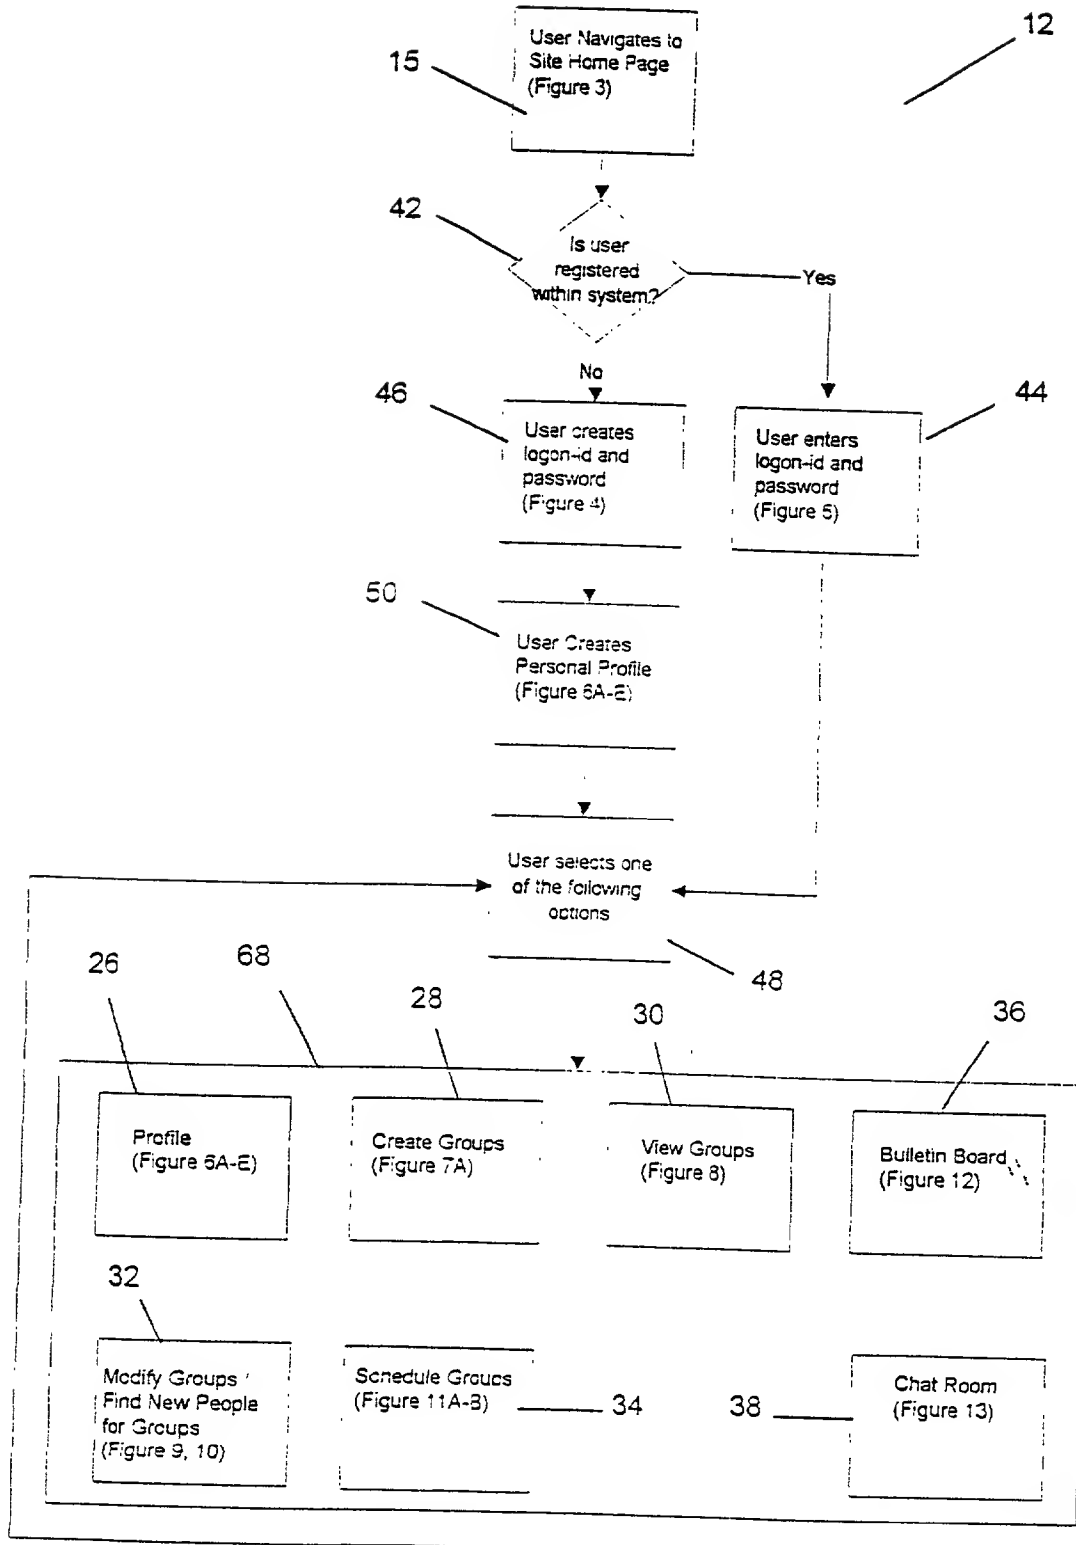 12
User Navigates to
Site Home Page
(Figure 3)
15
42
Is user
registered
within system?
Yes
No
46
User creates
logon-id and
password
(Figure 4)
44
User enters
logon-id and
password
(Figure 5)
50
User Creates
Personal Profile
(Figure 6A-E)
User selects one
of the following
options
48
68
26
28
30
36
Profile
(Figure 6A-E)
Create Groups
(Figure 7A)
View Groups
(Figure 8)
Bulletin Board
(Figure 12)
32
Modify Groups /
Find New People
for Groups
(Figure 9, 10)
Schedule Groups
(Figure 11A-B)
34
38
Chat Room
(Figure 13)